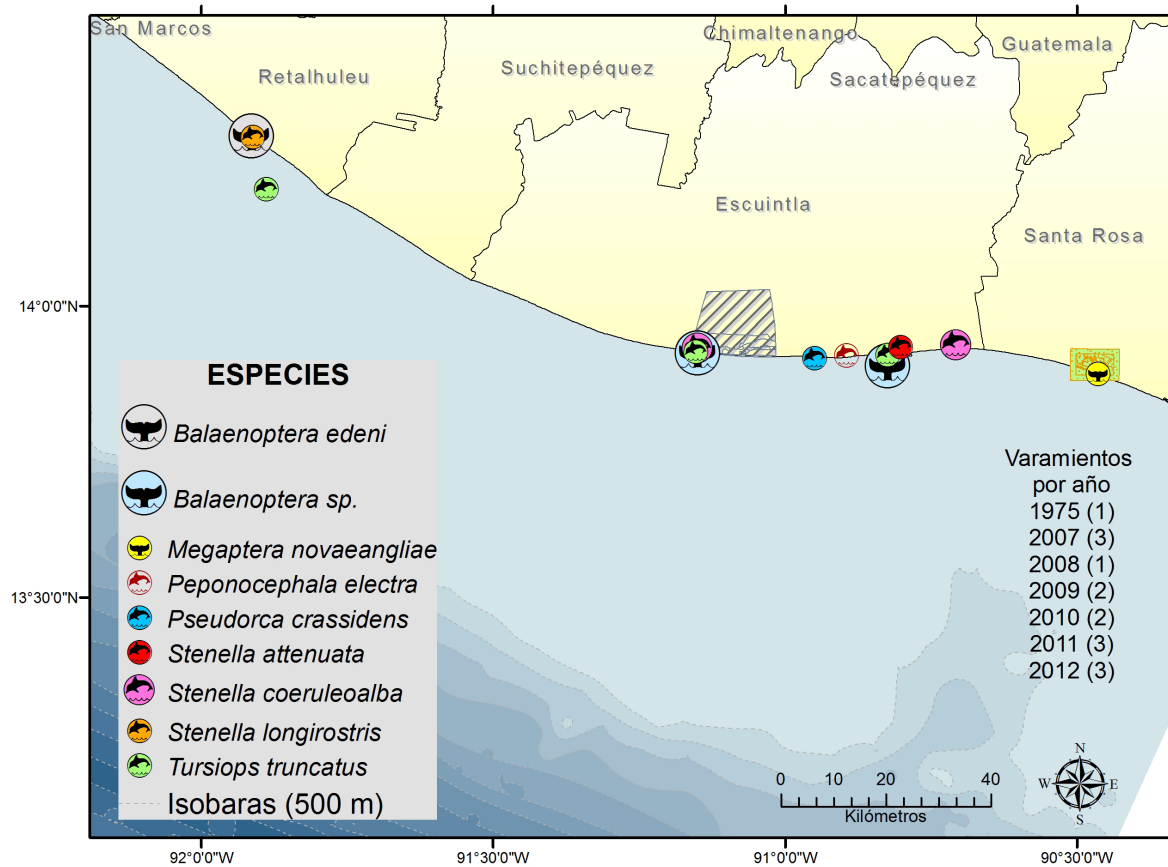 San Marcos
Chimaltenango
Guatemala
Retalhuleu
Suchitepéquez
Sacatepéquez
Escuintla
Santa Rosa
14°0'0"N
13°30'0"N
ESPECIES
Balaenoptera edeni
Balaenoptera sp.
Megaptera novaeangliae
Peponocephala electra
Pseudorca crassidens
Stenella attenuata
Stenella coeruleoalba
Stenella longirostris
Tursiops truncatus
Isobaras (500 m)
Varamientos
por año
1975 (1)
2007 (3)
2008 (1)
2009 (2)
2010 (2)
2011 (3)
2012 (3)
0 10 20 40
Kilómetros
N
W E
S
92°0'0"W 91°30'0"W 91°0'0"W 90°30'0"W